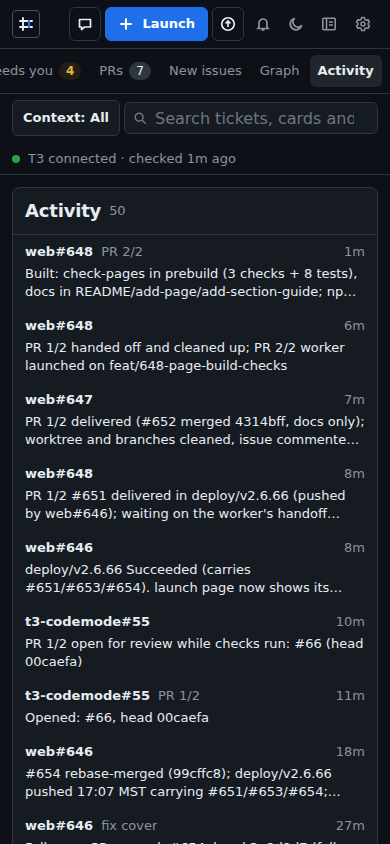 Launch
eeds you 4 PRs 7 New issues Graph Activity
Context: All Search tickets, cards and
T3 connected · checked 1m ago
Activity 50
web#648 PR 2/2 1m
Built: check-pages in prebuild (3 checks + 8 tests),
docs in README/add-page/add-section-guide; np…
web#648 6m
PR 1/2 handed off and cleaned up; PR 2/2 worker
launched on feat/648-page-build-checks
web#647 7m
PR 1/2 delivered (#652 merged 4314bff, docs only);
worktree and branches cleaned, issue commente…
web#648 8m
PR 1/2 #651 delivered in deploy/v2.6.66 (pushed
by web#646); waiting on the worker's handoff…
web#646 8m
deploy/v2.6.66 Succeeded (carries
#651/#653/#654). launch page now shows its…
t3-codemode#55 10m
PR 1/2 open for review while checks run: #66 (head
00caefa)
t3-codemode#55 PR 1/2 11m
Opened: #66, head 00caefa
web#646 18m
#654 rebase-merged (99cffc8); deploy/v2.6.66
pushed 17:07 MST carrying #651/#653/#654;…
web#646 fix cover 27m